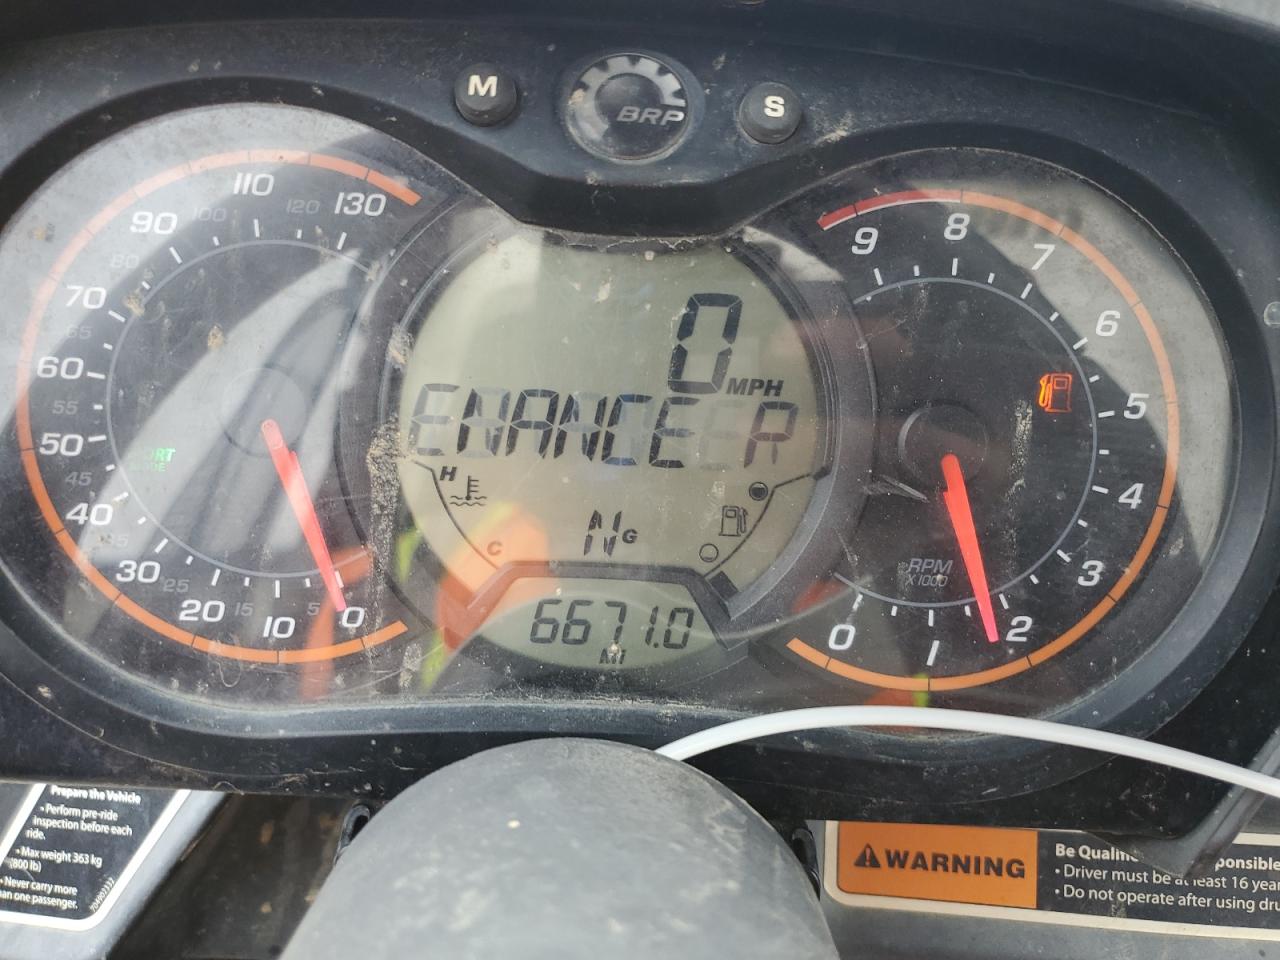 M
BRP
S
110
130
90
100
120
80
70
65
60
55
50
45
40
35
30
25
20
15
10
5
0
0
MPH
ENANCE R
H
C
N
G
6671.0
MI
9
8
7
6
5
4
3
2
1
0
RPM
X1000
Prepare the Vehicle
• Perform pre-ride
inspection before each
ride.
• Max weight 363 kg
(800 lb)
• Never carry more
than one passenger.
WARNING
Be
• Driver must be at least 16
• Do not operate after using